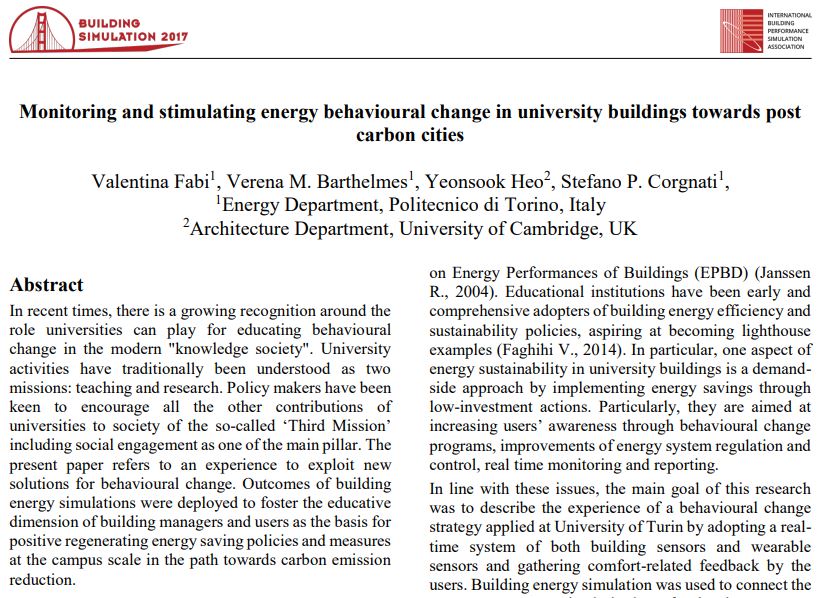 BUILDING
SIMULATION 2017
INTERNATIONAL
BUILDING
PERFORMANCE
SIMULATION
ASSOCIATION
Monitoring and stimulating energy behavioural change in university buildings towards post
carbon cities
Valentina Fabi¹, Verena M. Barthelmes¹, Yeonsook Heo², Stefano P. Corgnati¹,
¹Energy Department, Politecnico di Torino, Italy
²Architecture Department, University of Cambridge, UK
Abstract
In recent times, there is a growing recognition around the
role universities can play for educating behavioural
change in the modern "knowledge society". University
activities have traditionally been understood as two
missions: teaching and research. Policy makers have been
keen to encourage all the other contributions of
universities to society of the so-called ‘Third Mission’
including social engagement as one of the main pillar. The
present paper refers to an experience to exploit new
solutions for behavioural change. Outcomes of building
energy simulations were deployed to foster the educative
dimension of building managers and users as the basis for
positive regenerating energy saving policies and measures
at the campus scale in the path towards carbon emission
reduction.
on Energy Performances of Buildings (EPBD) (Janssen
R., 2004). Educational institutions have been early and
comprehensive adopters of building energy efficiency and
sustainability policies, aspiring at becoming lighthouse
examples (Faghihi V., 2014). In particular, one aspect of
energy sustainability in university buildings is a demand-
side approach by implementing energy savings through
low-investment actions. Particularly, they are aimed at
increasing users’ awareness through behavioural change
programs, improvements of energy system regulation and
control, real time monitoring and reporting.
In line with these issues, the main goal of this research
was to describe the experience of a behavioural change
strategy applied at University of Turin by adopting a real-
time system of both building sensors and wearable
sensors and gathering comfort-related feedback by the
users. Building energy simulation was used to connect the